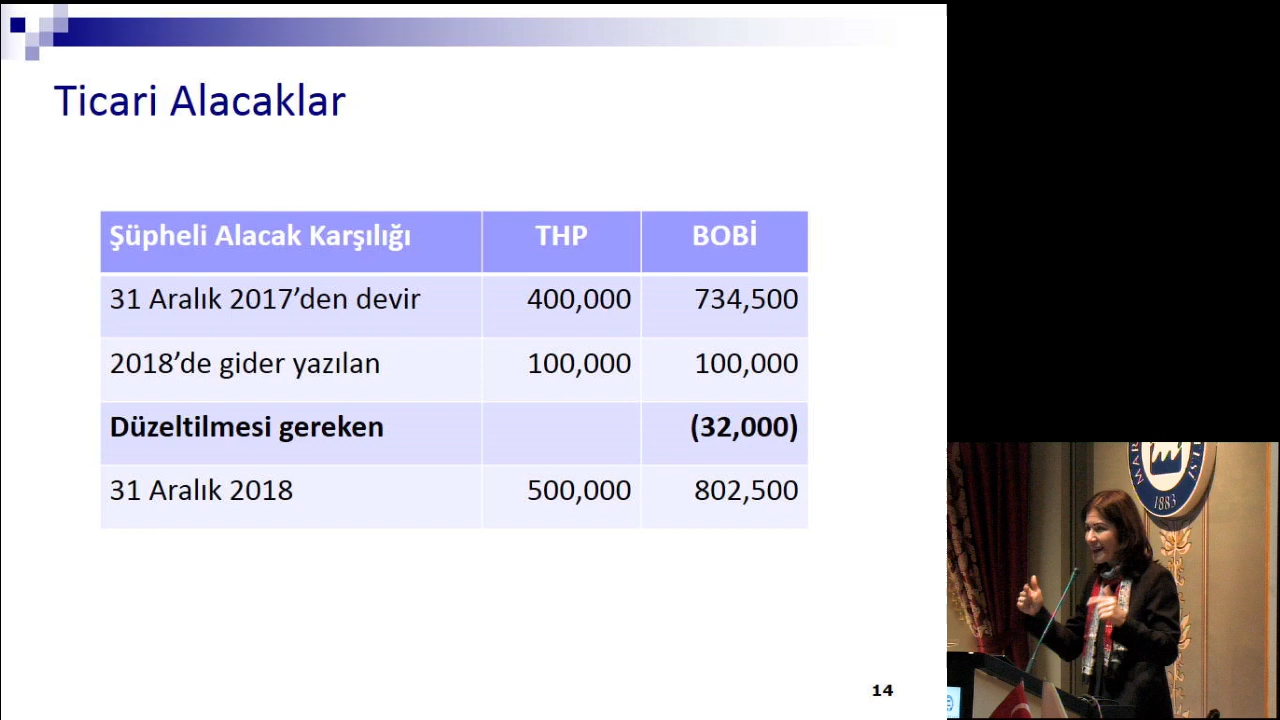 Ticari Alacaklar
Şüpheli Alacak Karşılığı THP BOBİ
31 Aralık 2017’den devir 400,000 734,500
2018’de gider yazılan 100,000 100,000
Düzeltilmesi gereken (32,000)
31 Aralık 2018 500,000 802,500
14
1883